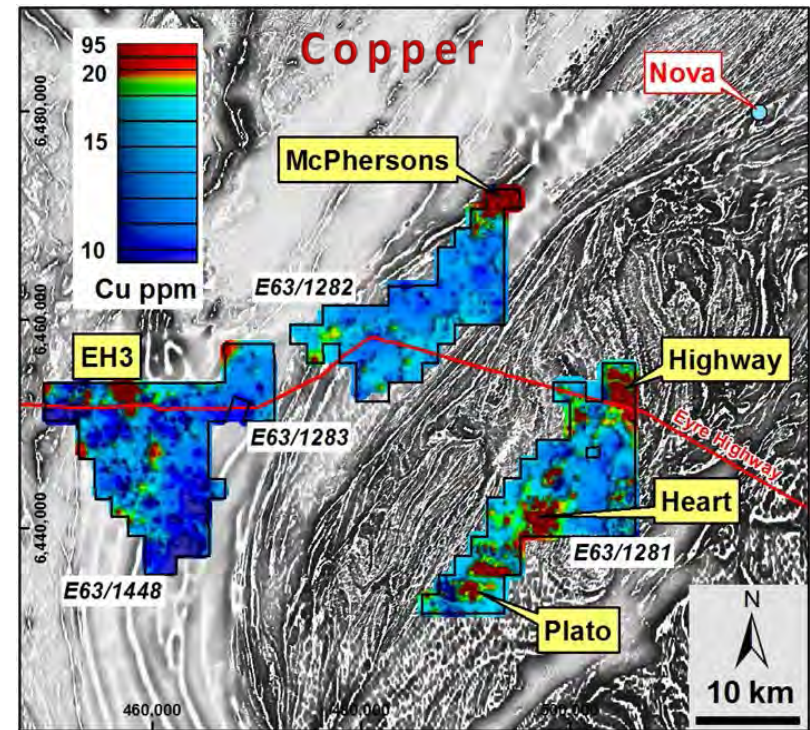 Copper
95
20
15
10
Cu ppm
Nova
McPhersons
6,480,000
E63/1282
6,460,000
EH3
Highway
E63/1283
Eyre Highway
Heart
6,440,000
E63/1281
E63/1448
Plato
N
10 km
460,000
480,000
500,000